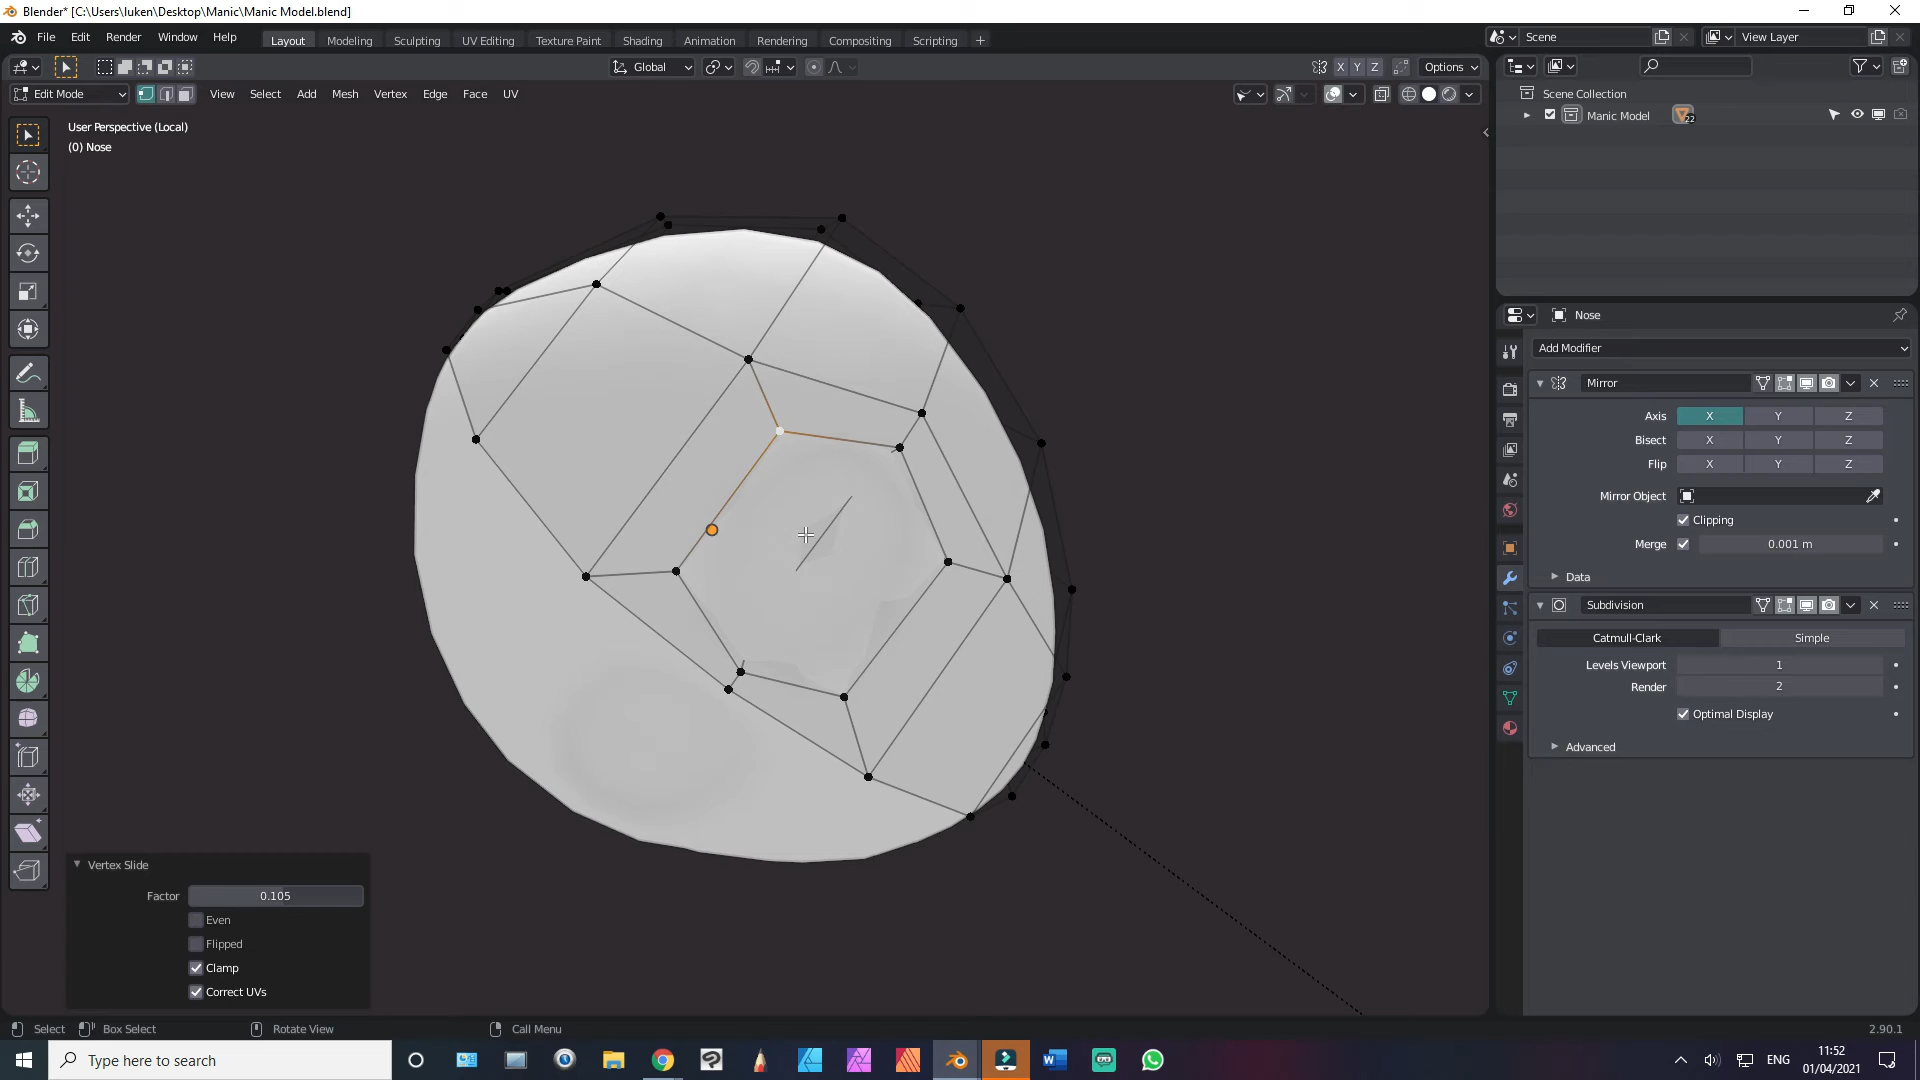 Blender* [C:\Users\luken\Desktop\Manic\Manic Model.blend]
File Edit Render Window Help
Layout Modeling Sculpting UV Editing Texture Paint Shading Animation Rendering Compositing Scripting +
Scene
View Layer
Global
X Y Z
Options
Edit Mode
View Select Add Mesh Vertex Edge Face UV
User Perspective (Local)
(0) Nose
Scene Collection
Manic Model
22
Nose
Add Modifier
Mirror
Axis X Y Z
Bisect X Y Z
Flip X Y Z
Mirror Object
Clipping
Merge 0.001 m
Data
Subdivision
Catmull-Clark Simple
Levels Viewport 1
Render 2
Optimal Display
Advanced
Vertex Slide
Factor 0.105
Even
Flipped
Clamp
Correct UVs
Select Box Select Rotate View Call Menu
2.90.1
Type here to search
ENG
11:52
01/04/2021